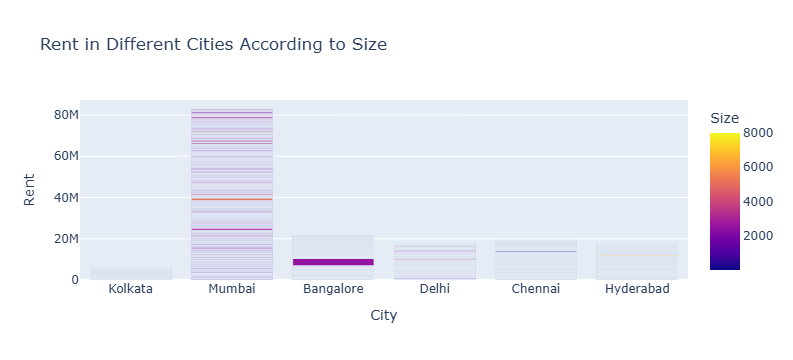 Rent in Different Cities According to Size
Size
80M
8000
60M
6000
Rent
40M
4000
20M
2000
0
Kolkata Mumbai Bangalore Delhi Chennai Hyderabad
City